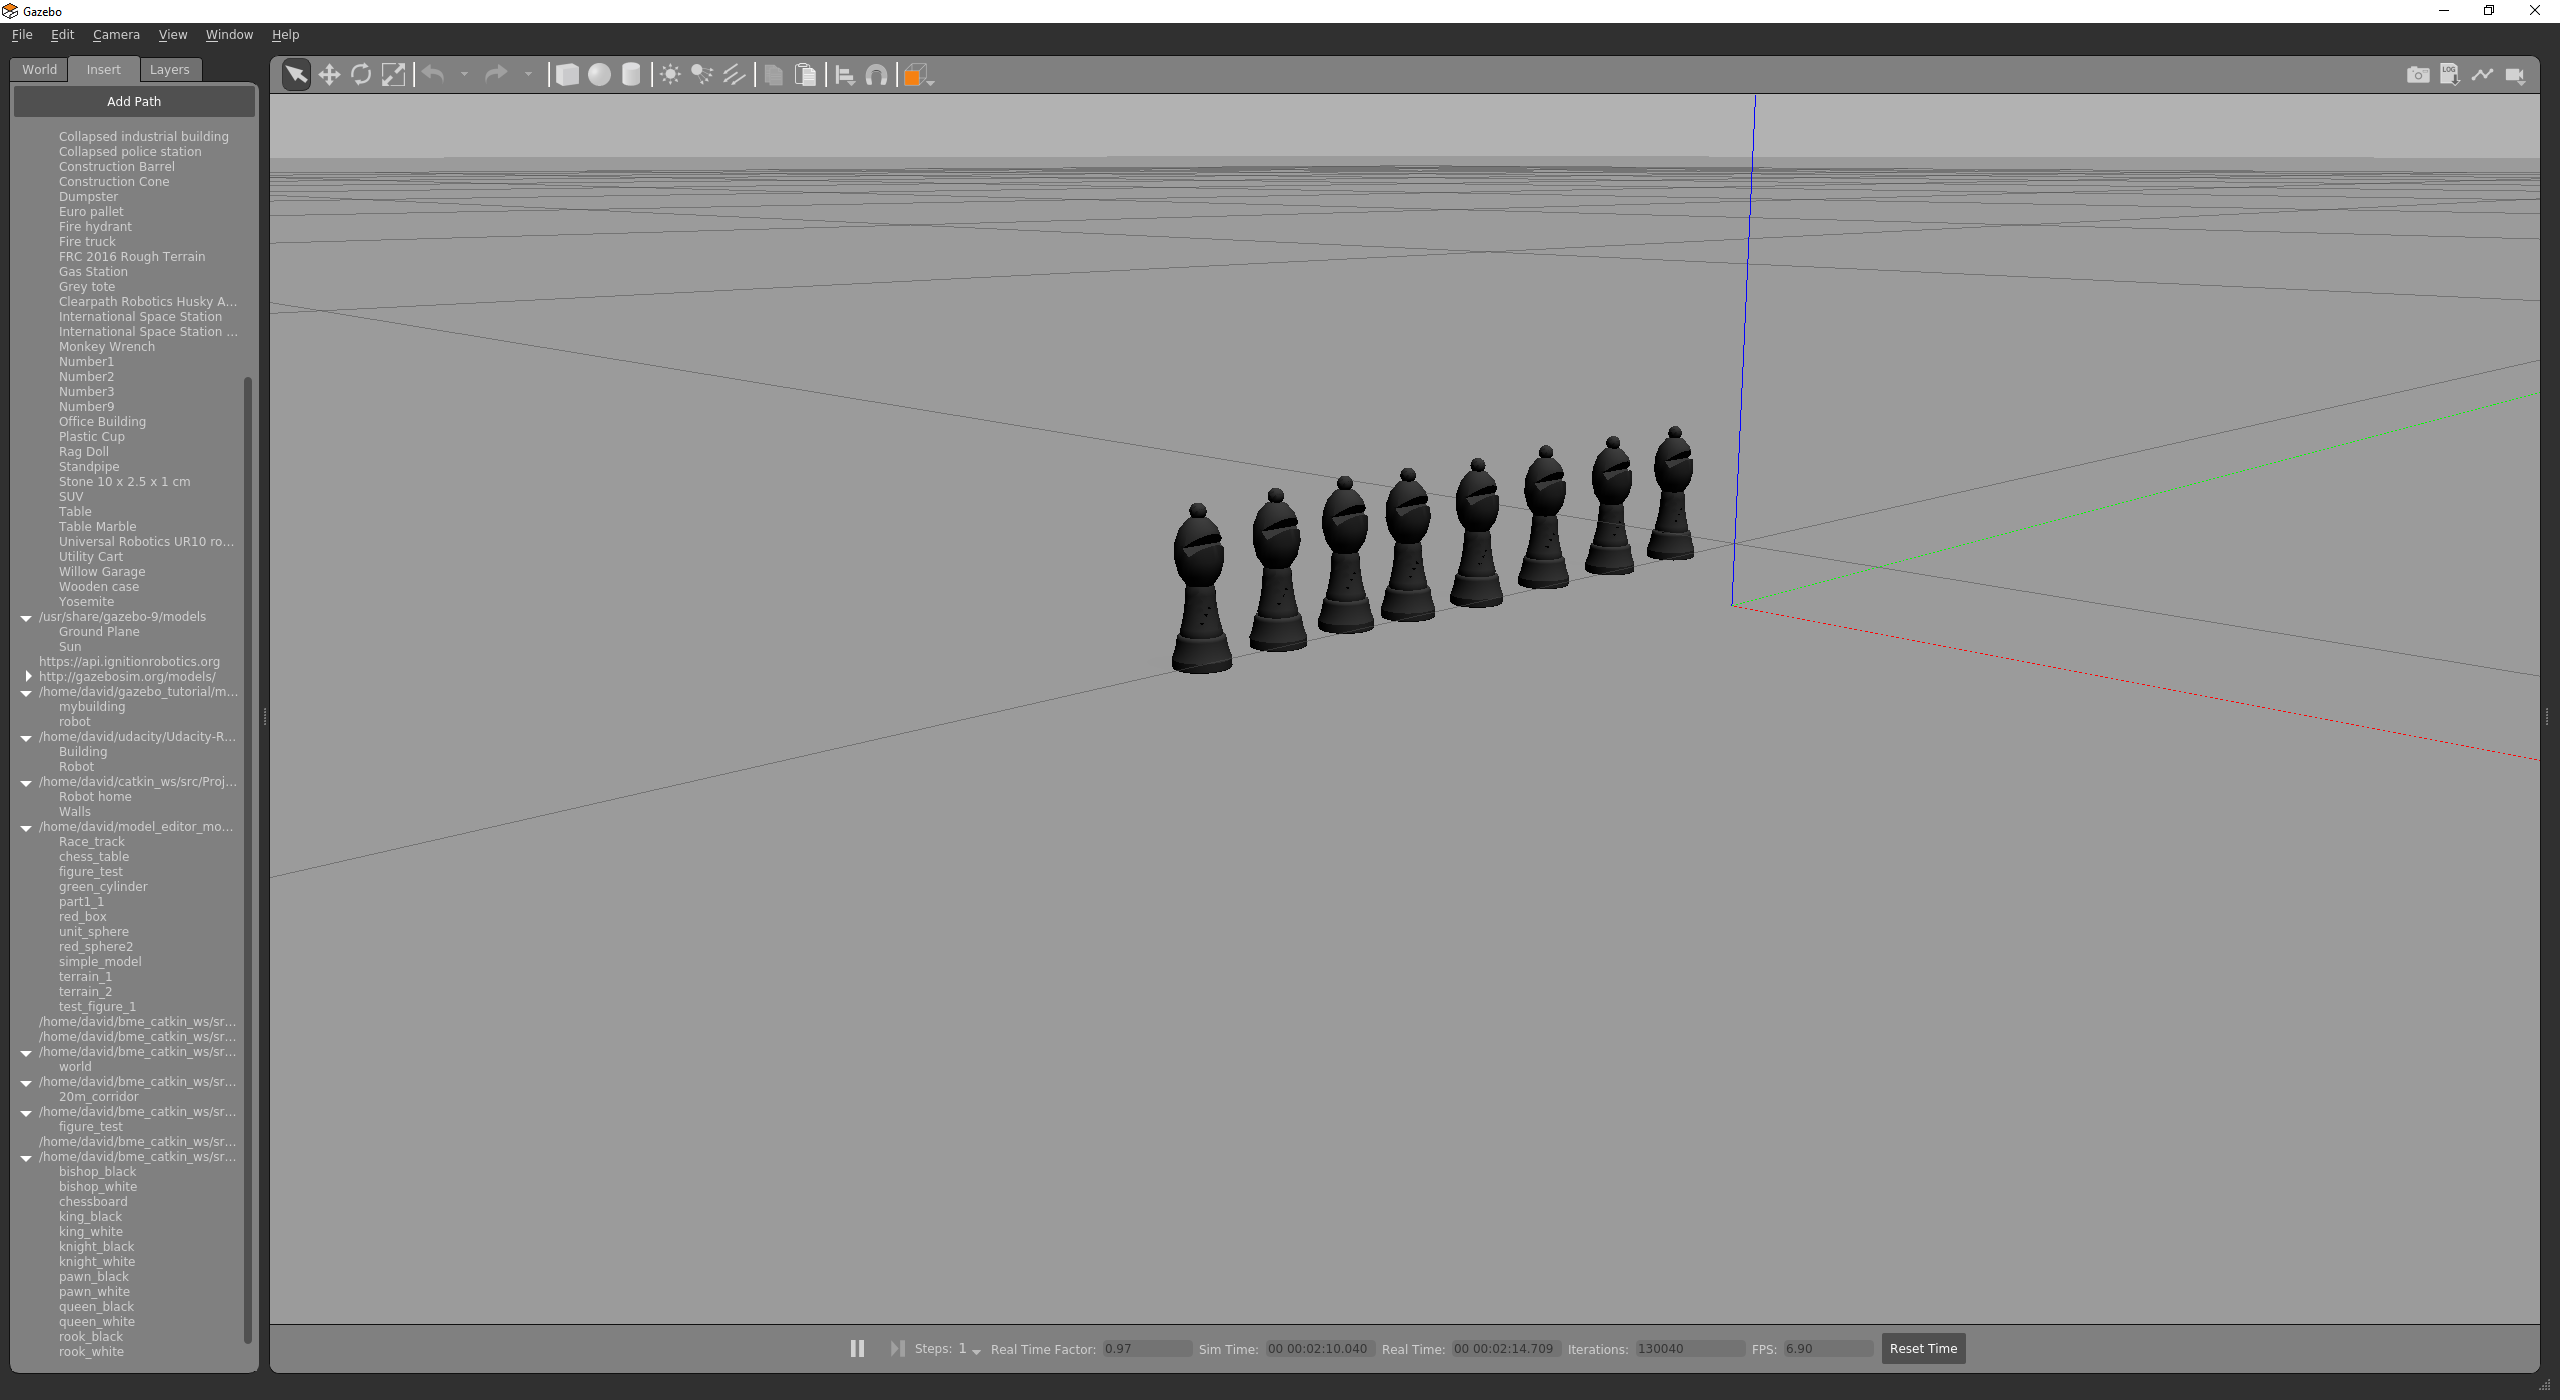 Gazebo
File Edit Camera View Window Help
World Insert Layers
LOG
Add Path
Collapsed industrial building
Collapsed police station
Construction Barrel
Construction Cone
Dumpster
Euro pallet
Fire hydrant
Fire truck
FRC 2016 Rough Terrain
Gas Station
Grey tote
Clearpath Robotics Husky A...
International Space Station
International Space Station ...
Monkey Wrench
Number1
Number2
Number3
Number9
Office Building
Plastic Cup
Rag Doll
Standpipe
Stone 10 x 2.5 x 1 cm
SUV
Table
Table Marble
Universal Robotics UR10 ro...
Utility Cart
Willow Garage
Wooden case
Yosemite
/usr/share/gazebo-9/models
Ground Plane
Sun
https://api.ignitionrobotics.org
http://gazebosim.org/models/
/home/david/gazebo_tutorial/m...
mybuilding
robot
/home/david/udacity/Udacity-R...
Building
Robot
/home/david/catkin_ws/src/Proj...
Robot home
Walls
/home/david/model_editor_mo...
Race_track
chess_table
figure_test
green_cylinder
part1_1
red_box
unit_sphere
red_sphere2
simple_model
terrain_1
terrain_2
test_figure_1
/home/david/bme_catkin_ws/sr...
/home/david/bme_catkin_ws/sr...
/home/david/bme_catkin_ws/sr...
world
/home/david/bme_catkin_ws/sr...
20m_corridor
/home/david/bme_catkin_ws/sr...
figure_test
/home/david/bme_catkin_ws/sr...
/home/david/bme_catkin_ws/sr...
bishop_black
bishop_white
chessboard
king_black
king_white
knight_black
knight_white
pawn_black
pawn_white
queen_black
queen_white
rook_black
rook_white
Steps: 1 Real Time Factor: 0.97 Sim Time: 00 00:02:10.040 Real Time: 00 00:02:14.709 Iterations: 130040 FPS: 6.90 Reset Time